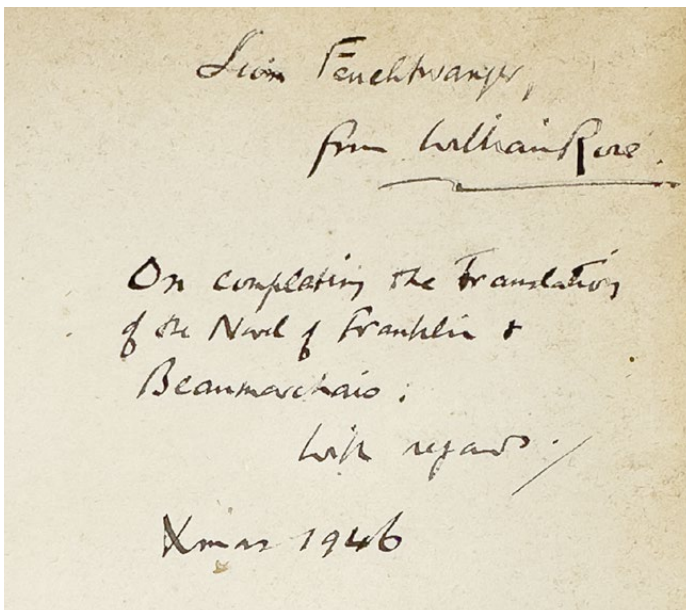 Lion Feuchtwanger,
from William Rose.
On completing the Translation
of the Novel of Franklin &
Beaumarchais.
With regards.
Xmas 1946